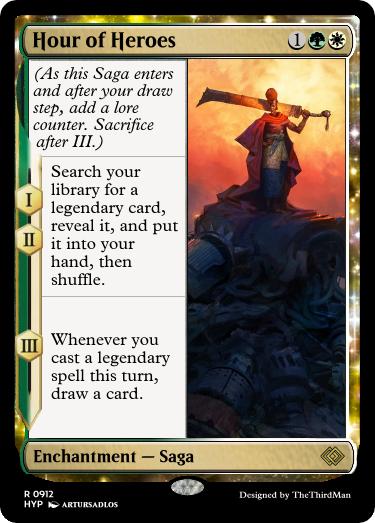 Hour of Heroes 1
(As this Saga enters
and after your draw
step, add a lore
counter. Sacrifice
after III.)
I
II
Search your
library for a
legendary card,
reveal it, and put
it into your
hand, then
shuffle.
III
Whenever you
cast a legendary
spell this turn,
draw a card.
Enchantment — Saga
R 0912
HYP ARTURSADLOS
Designed by TheThirdMan